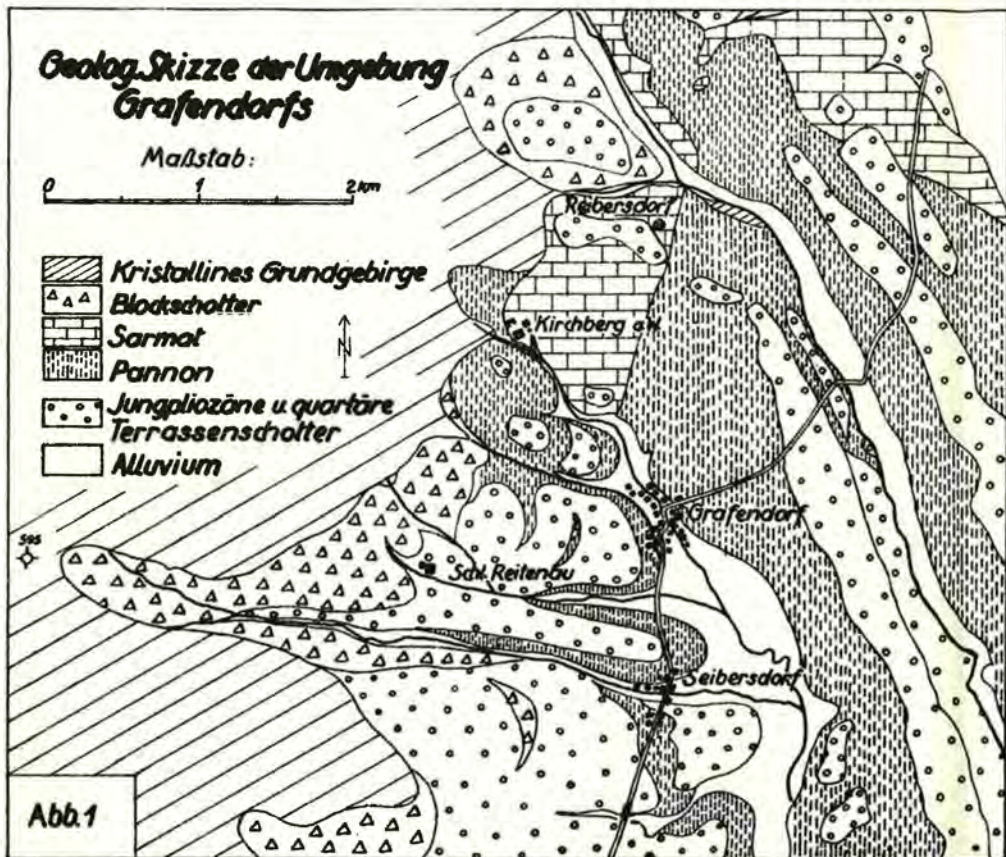 Geolog. Skizze der Umgebung
Grafendorfs
Maßstab:
0 1 2 km
Kristallines Grundgebirge
Blockschotter
Sarmat
N
Pannon
Jungpliozäne u. quartäre
Terrassenschotter
Alluvium
Reibersdorf
Kirchberg a.W.
Grafendorf
995
Schl. Reitenau
Seibersdorf
Abb. 1